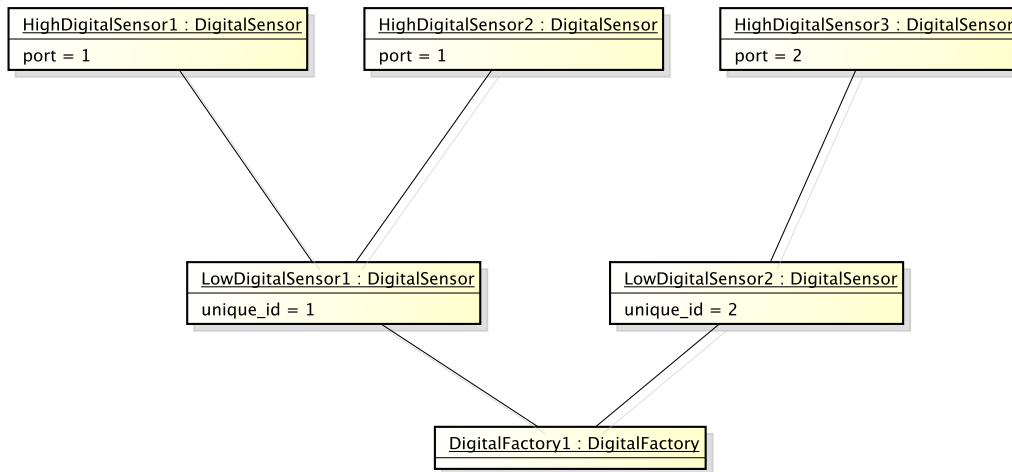 HighDigitalSensor1 : DigitalSensor
port = 1
HighDigitalSensor2 : DigitalSensor
port = 1
HighDigitalSensor3 : DigitalSensor
port = 2
LowDigitalSensor1 : DigitalSensor
unique_id = 1
LowDigitalSensor2 : DigitalSensor
unique_id = 2
DigitalFactory1 : DigitalFactory